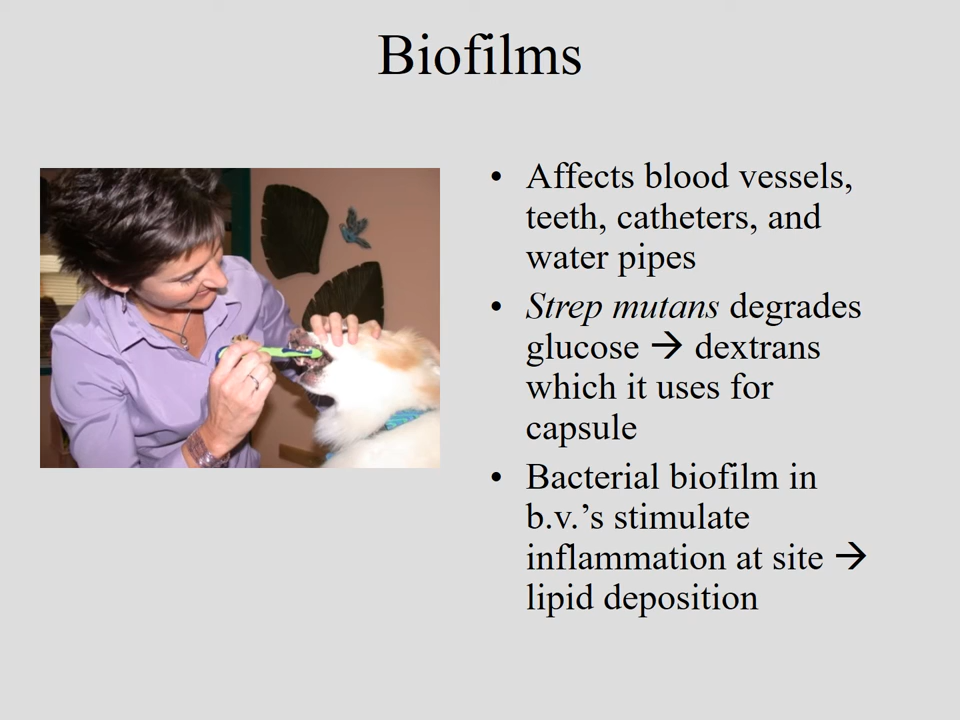 Biofilms
• Affects blood vessels,
teeth, catheters, and
water pipes
• Strep mutans degrades
glucose → dextrans
which it uses for
capsule
• Bacterial biofilm in
b.v.’s stimulate
inflammation at site →
lipid deposition